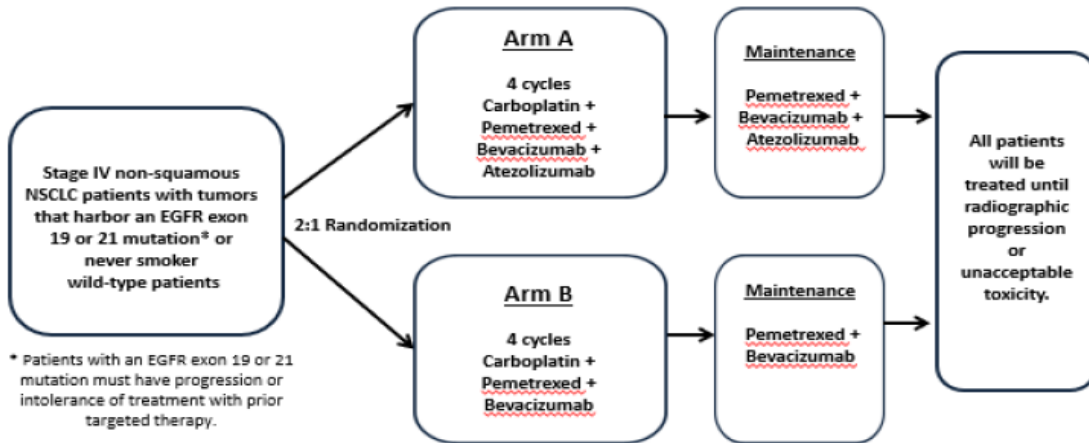 Stage IV non-squamous
NSCLC patients with tumors
that harbor an EGFR exon
19 or 21 mutation* or
never smoker
wild-type patients
* Patients with an EGFR exon 19 or 21
mutation must have progression or
intolerance of treatment with prior
targeted therapy.
2:1 Randomization
Arm A
4 cycles
Carboplatin +
Pemetrexed +
Bevacizumab +
Atezolizumab
Maintenance
Pemetrexed +
Bevacizumab +
Atezolizumab
Arm B
4 cycles
Carboplatin +
Pemetrexed +
Bevacizumab
Maintenance
Pemetrexed +
Bevacizumab
All patients
will be
treated until
radiographic
progression
or
unacceptable
toxicity.